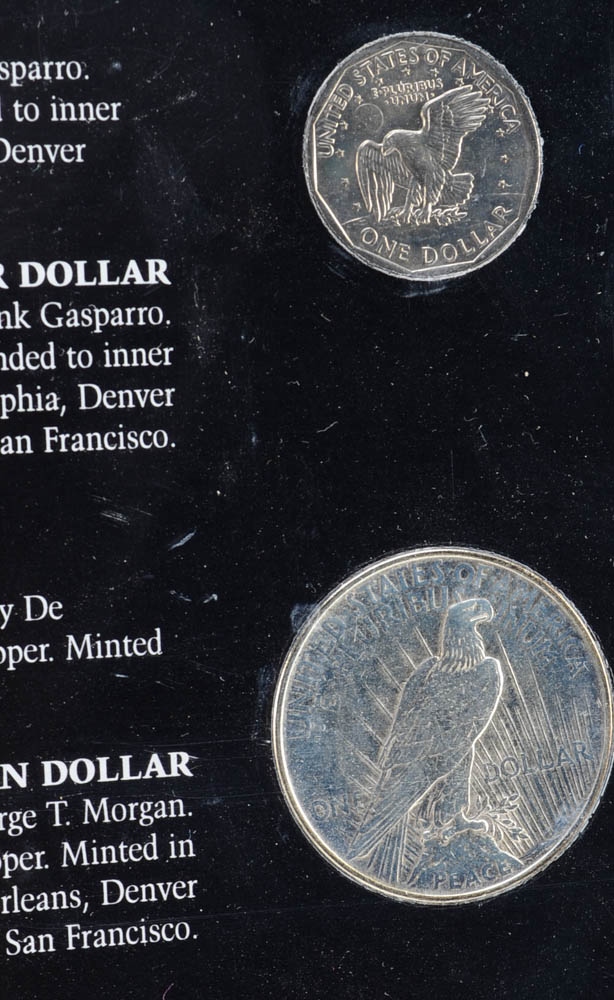 sparro.
d to inner
Denver
R DOLLAR
nk Gasparro.
nded to inner
phia, Denver
an Francisco.
y De
pper. Minted
N DOLLAR
rge T. Morgan.
pper. Minted in
rleans, Denver
San Francisco.
UNITED STATES OF AMERICA
E·PLURIBUS
UNUM
ONE DOLLAR
UNITED STATES OF AMERICA
E PLURIBUS UNUM
ONE DOLLAR
PEACE